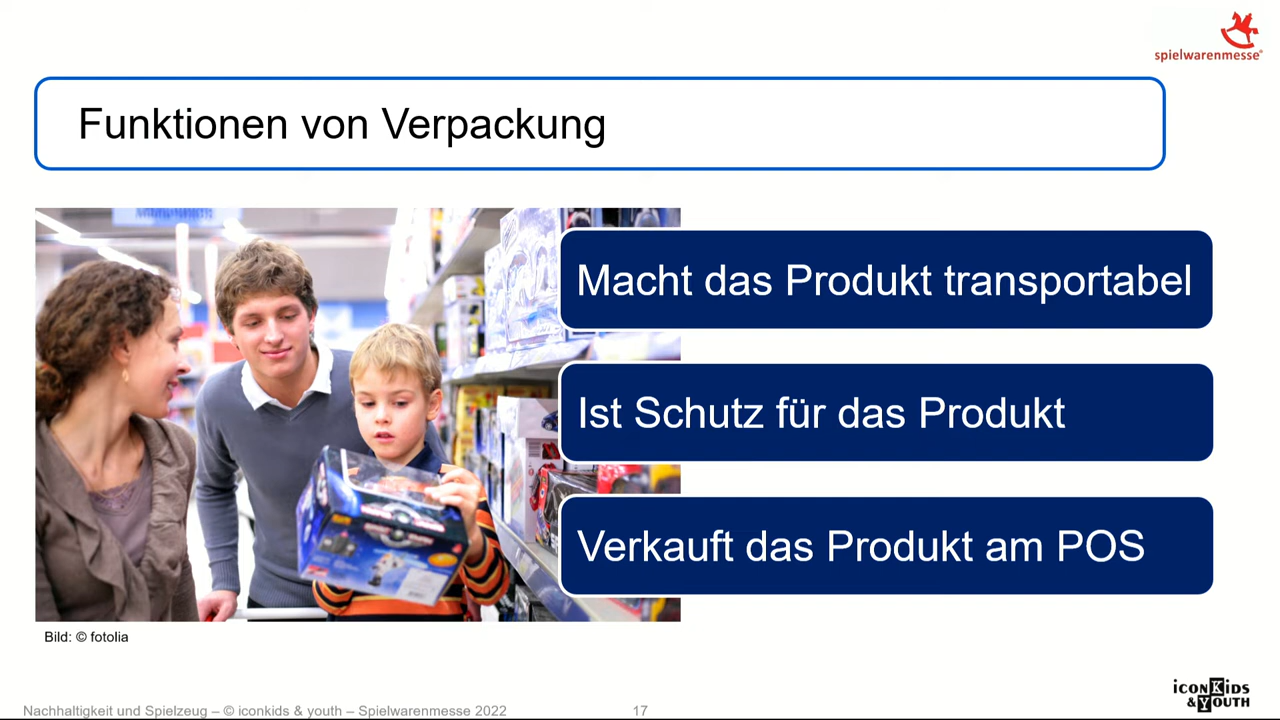 spielwarenmesse®
Funktionen von Verpackung
Macht das Produkt transportabel
Ist Schutz für das Produkt
Verkauft das Produkt am POS
Bild: © fotolia
iconkids
& youth
Nachhaltigkeit und Spielzeug – © iconkids & youth – Spielwarenmesse 2022
17